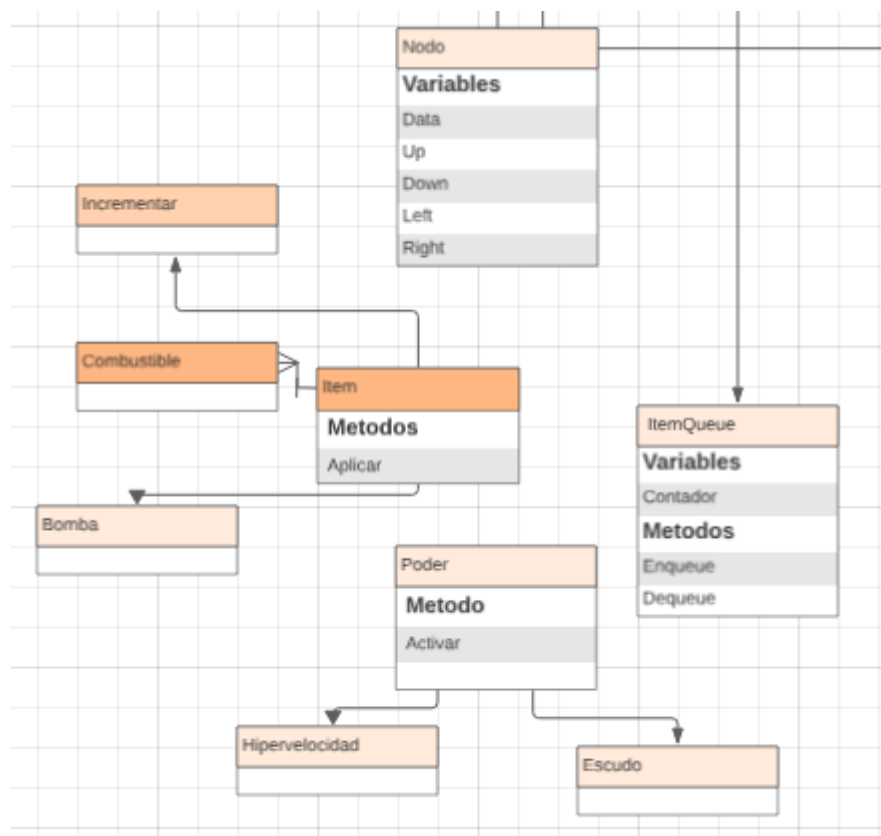 Nodo
Variables
Data
Up
Down
Left
Right
Incrementar
Combustible
Item
Metodos
Aplicar
Bomba
ItemQueue
Variables
Contador
Metodos
Enqueue
Dequeue
Poder
Metodo
Activar
Hipervelocidad
Escudo